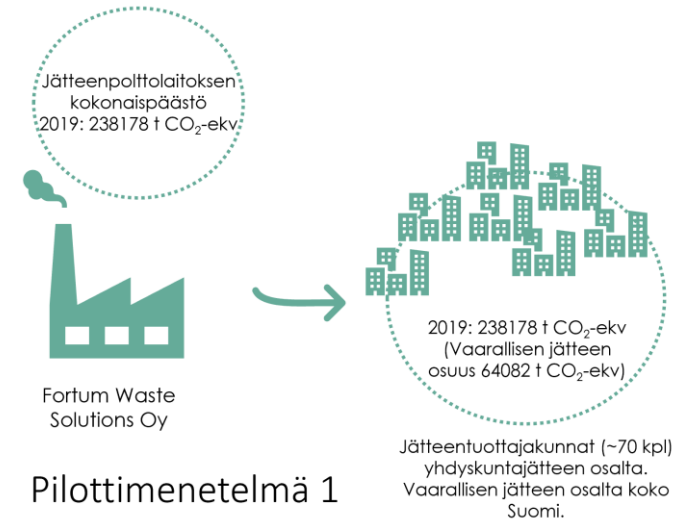 Jätteenpolttolaitoksen
kokonaispäästö
2019: 238178 t CO₂-ekv
2019: 238178 t CO₂-ekv
(Vaarallisen jätteen
osuus 64082 t CO₂-ekv)
Fortum Waste
Solutions Oy
Jätteentuottajakunnat (~70 kpl)
yhdyskuntajätteen osalta.
Vaarallisen jätteen osalta koko
Suomi.
Pilottimenetelmä 1